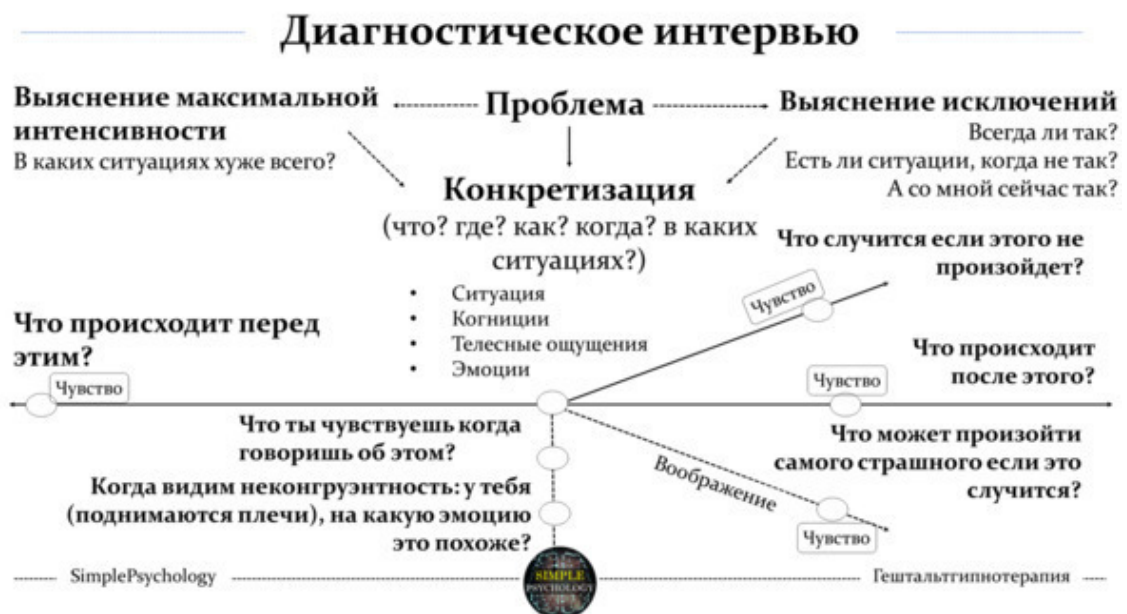 Диагностическое интервью
Выяснение максимальной
интенсивности
В каких ситуациях хуже всего?
Проблема
Выяснение исключений
Всегда ли так?
Есть ли ситуации, когда не так?
А со мной сейчас так?
Конкретизация
(что? где? как? когда? в каких
ситуациях?)
• Ситуация
• Когниции
• Телесные ощущения
• Эмоции
Что случится если этого не
произойдет?
Чувство
Что происходит перед
этим?
Чувство
Что происходит
после этого?
Чувство
Что ты чувствуешь когда
говоришь об этом?
Когда видим неконгруэнтность: у тебя
(поднимаются плечи), на какую эмоцию
это похоже?
Воображение
Что может произойти
самого страшного если это
случится?
Чувство
SimplePsychology
SIMPLE
PSYCHOLOGY
Гештальтгипнотерапия